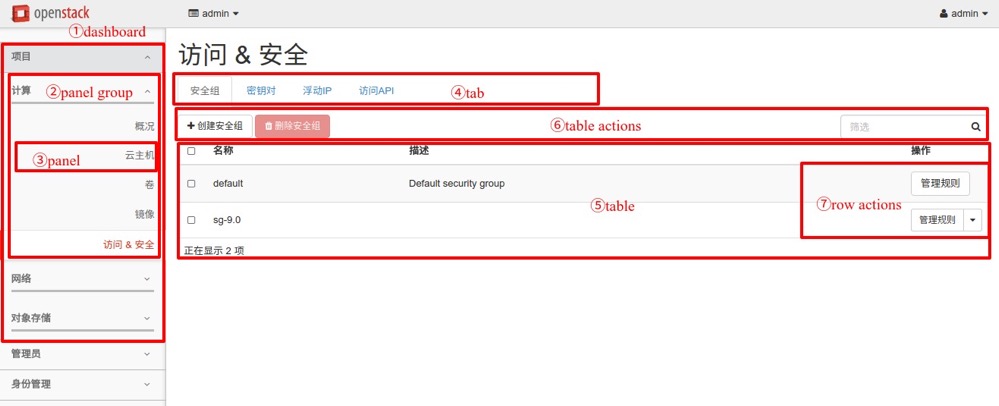 openstack
admin
admin
①dashboard
项目
计算
②panel group
概况
③panel
云主机
卷
镜像
访问 & 安全
网络
对象存储
管理员
身份管理
访问 & 安全
安全组 密钥对 浮动IP 访问API ④tab
创建安全组 删除安全组 ⑥table actions 筛选
名称 描述 操作
default Default security group 管理规则
⑤table ⑦row actions
sg-9.0 管理规则
正在显示 2 项